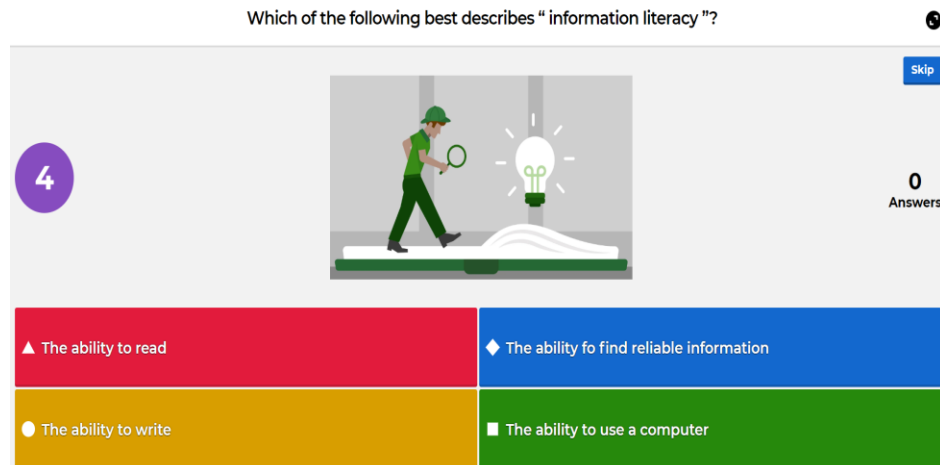 Which of the following best describes “ information literacy ”?
Skip
4
0
Answers
The ability to read
The ability fo find reliable information
The ability to write
The ability to use a computer